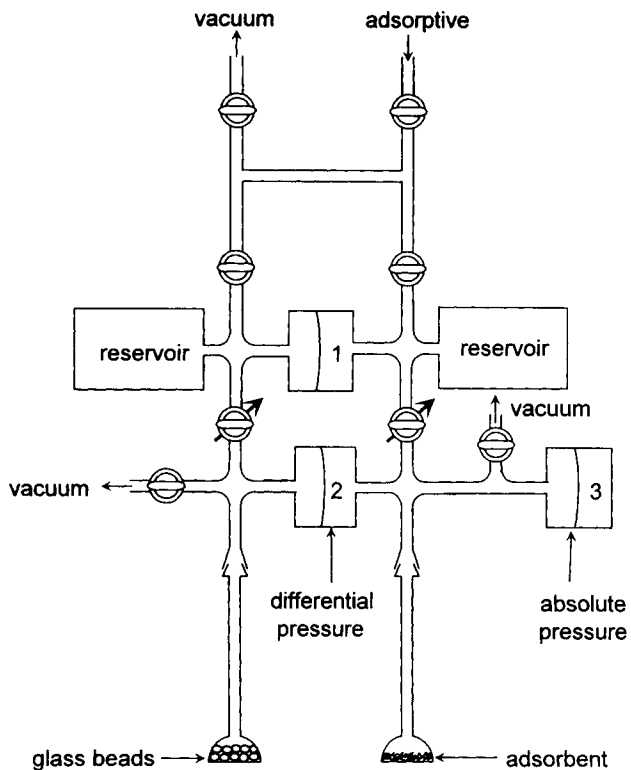 vacuum
adsorptive
reservoir
1
reservoir
vacuum
vacuum
2
3
differential
pressure
absolute
pressure
glass beads
adsorbent